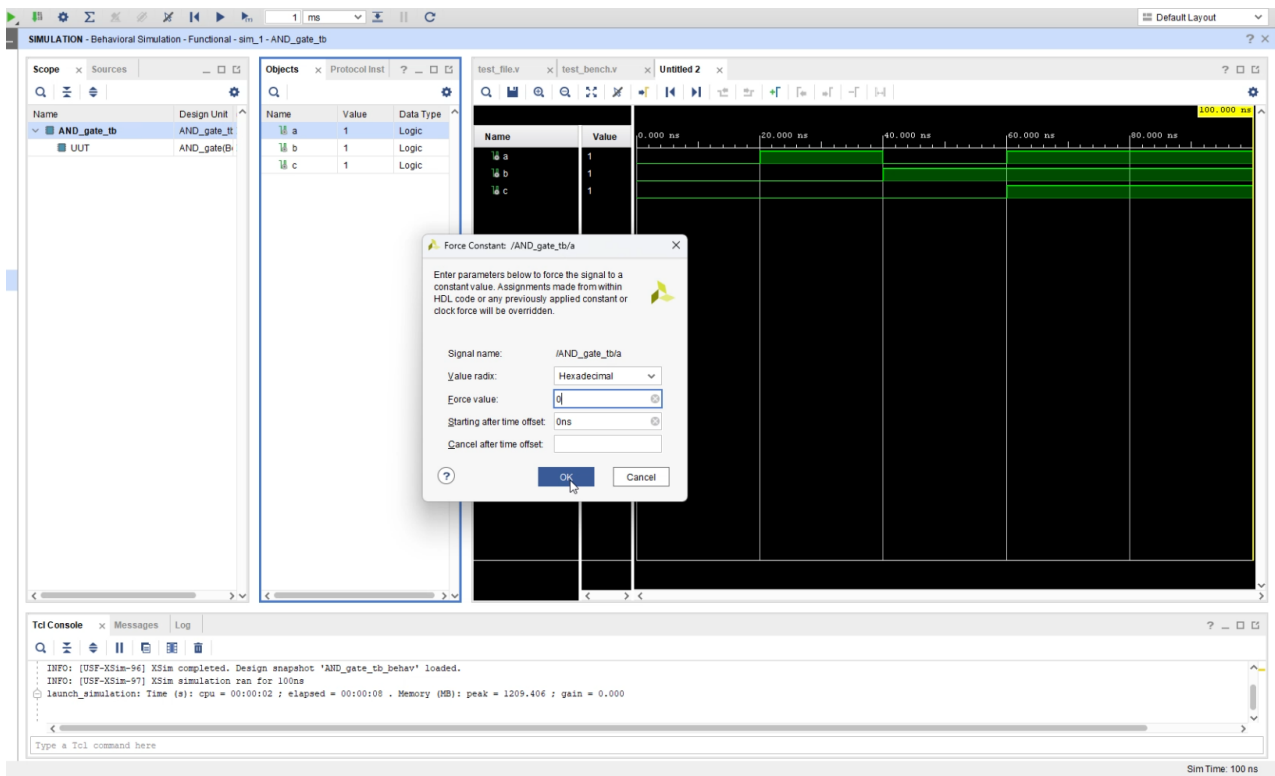 1 ms
Default Layout
SIMULATION - Behavioral Simulation - Functional - sim_1 - AND_gate_tb
Scope
Sources
Name Design Unit
AND_gate_tb AND_gate_tb
UUT AND_gate(Be
Objects
Protocol Inst
Name Value Data Type
a 1 Logic
b 1 Logic
c 1 Logic
test_file.v
test_bench.v
Untitled 2
100.000 ns
Name Value
0.000 ns 20.000 ns 40.000 ns 60.000 ns 80.000 ns
a 1
b 1
c 1
Force Constant: /AND_gate_tb/a
Enter parameters below to force the signal to a
constant value. Assignments made from within
HDL code or any previously applied constant or
clock force will be overridden.
Signal name: /AND_gate_tb/a
Value radix: Hexadecimal
Force value: 0
Starting after time offset: 0ns
Cancel after time offset:
OK
Cancel
Tcl Console
Messages
Log
INFO: [USF-XSim-96] XSim completed. Design snapshot 'AND_gate_tb_behav' loaded.
INFO: [USF-XSim-97] XSim simulation ran for 100ns
launch_simulation: Time (s): cpu = 00:00:02 ; elapsed = 00:00:08 . Memory (MB): peak = 1209.406 ; gain = 0.000
Type a Tcl command here
Sim Time: 100 ns